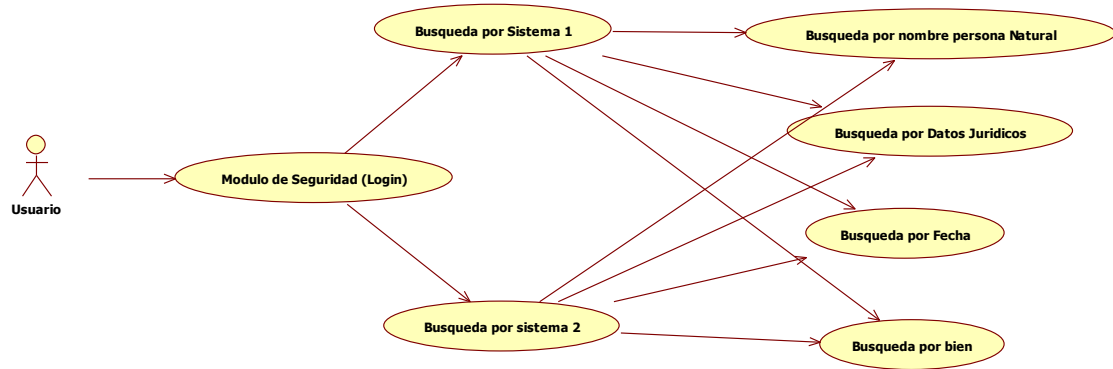 Busqueda por Sistema 1
Busqueda por nombre persona Natural
Busqueda por Datos Juridicos
Modulo de Seguridad (Login)
Usuario
Busqueda por Fecha
Busqueda por sistema 2
Busqueda por bien